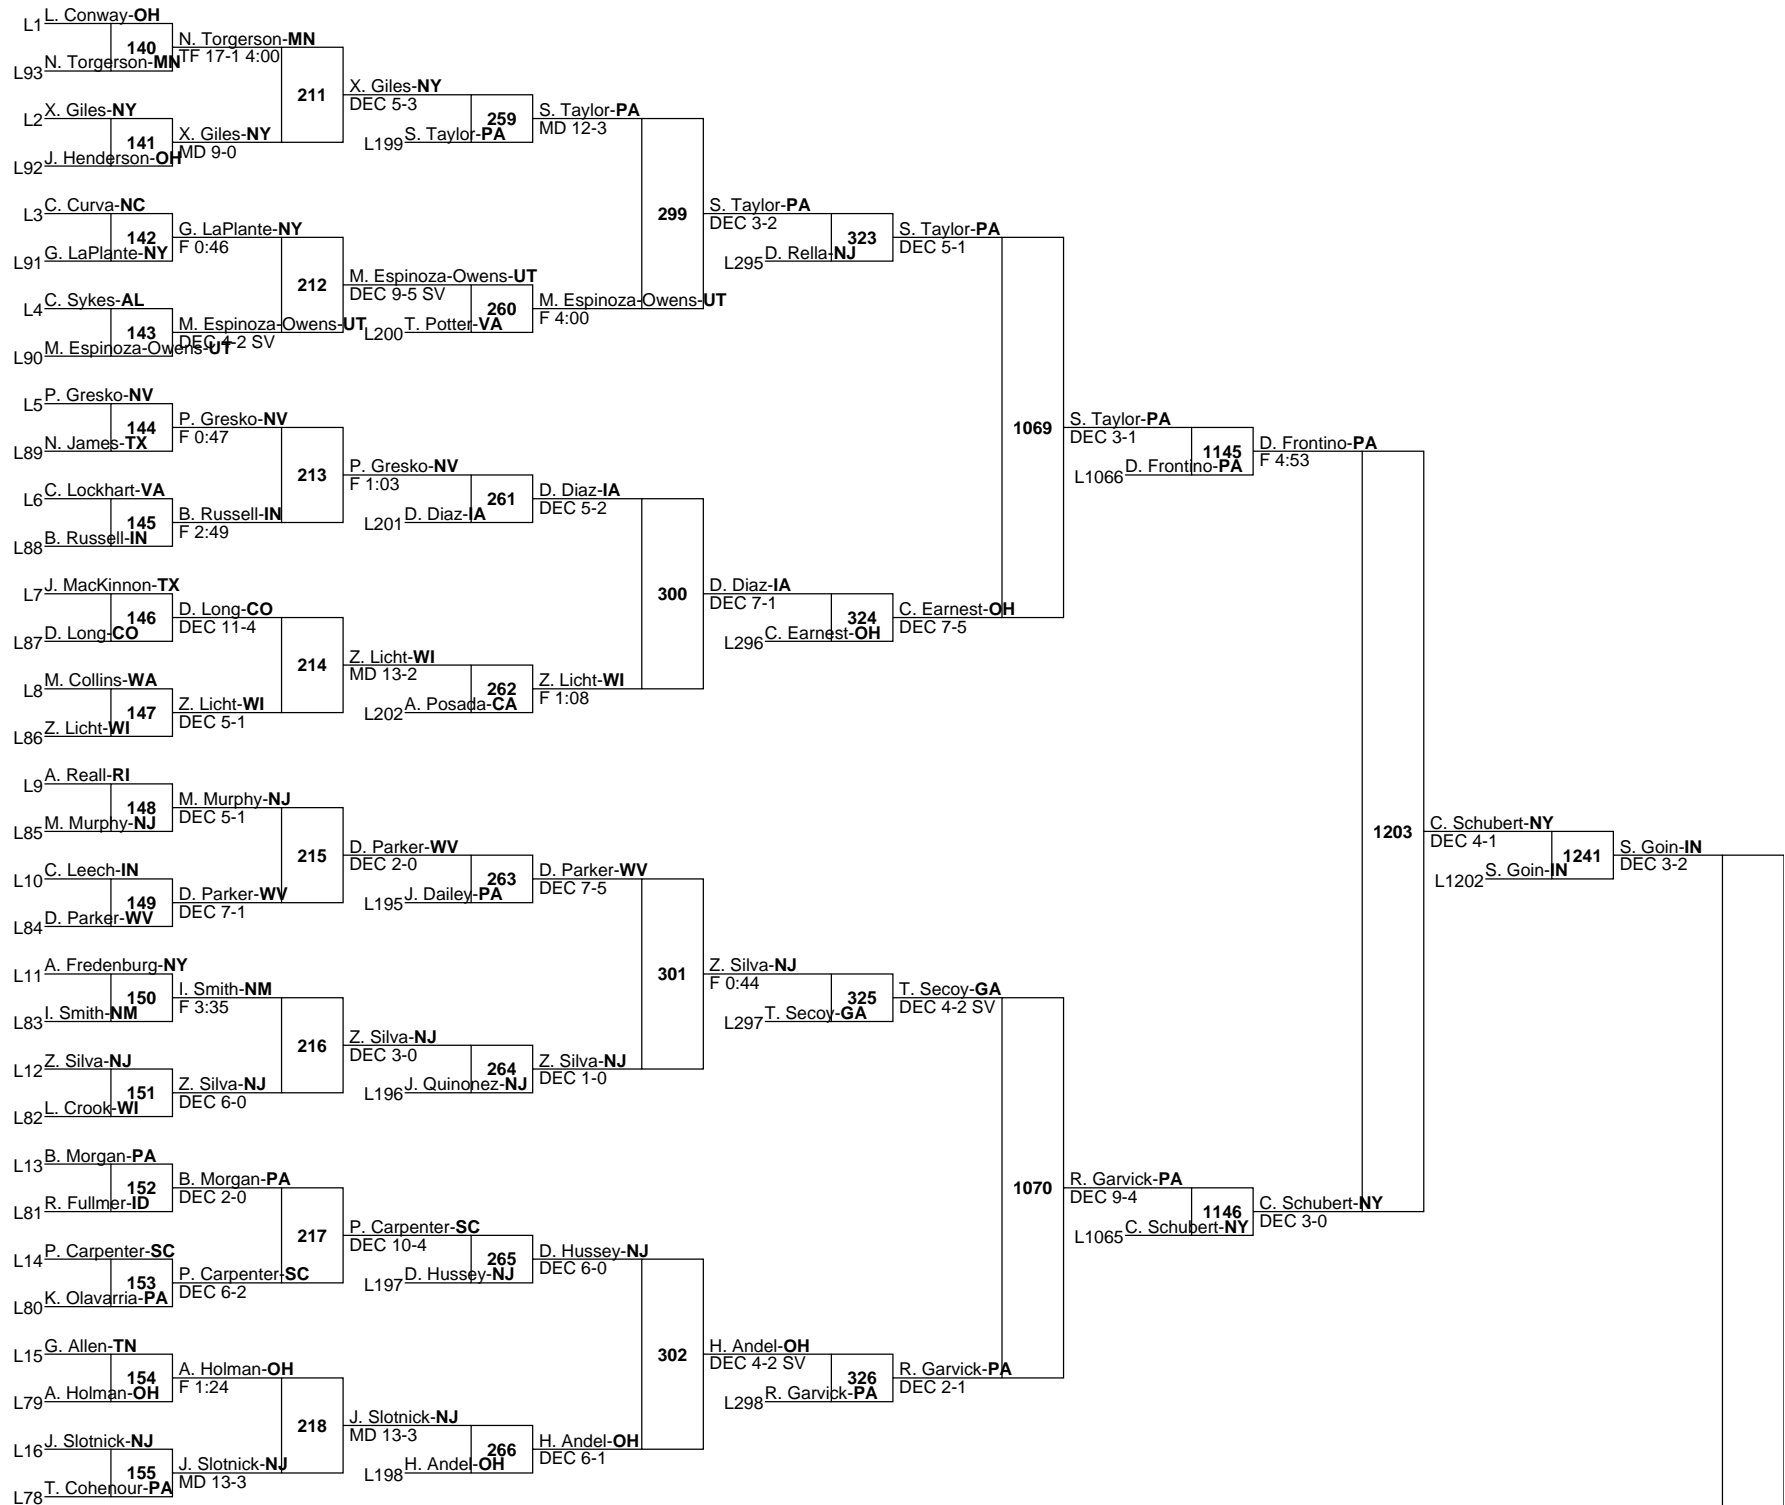 L1 L. Conway-OH
140
L93 N. Torgerson-MN
N. Torgerson-MN
TF 17-1 4:00
L2 X. Giles-NY
141
L92 J. Henderson-OH
X. Giles-NY
MD 9-0
211
X. Giles-NY
DEC 5-3
259
L199 S. Taylor-PA
S. Taylor-PA
MD 12-3
L3 C. Curva-NC
142
L91 G. LaPlante-NY
G. LaPlante-NY
F 0:46
L4 C. Sykes-AL
143
L90 M. Espinoza-Owens-UT
M. Espinoza-Owens-UT
DEC 4-2 SV
212
M. Espinoza-Owens-UT
DEC 9-5 SV
260
L200 T. Potter-VA
M. Espinoza-Owens-UT
F 4:00
299
S. Taylor-PA
DEC 3-2
323
L295 D. Rella-NJ
S. Taylor-PA
DEC 5-1
L5 P. Gresko-NV
144
L89 N. James-TX
P. Gresko-NV
F 0:47
L6 C. Lockhart-VA
145
L88 B. Russell-IN
B. Russell-IN
F 2:49
213
P. Gresko-NV
F 1:03
261
L201 D. Diaz-IA
D. Diaz-IA
DEC 5-2
L7 J. MacKinnon-TX
146
L87 D. Long-CO
D. Long-CO
DEC 11-4
L8 M. Collins-WA
147
L86 Z. Licht-WI
Z. Licht-WI
DEC 5-1
214
Z. Licht-WI
MD 13-2
262
L202 A. Posada-CA
Z. Licht-WI
F 1:08
300
D. Diaz-IA
DEC 7-1
324
L296 C. Earnest-OH
C. Earnest-OH
DEC 7-5
1069
S. Taylor-PA
DEC 3-1
1145
L1066 D. Frontino-PA
D. Frontino-PA
F 4:53
L9 A. Reall-RI
148
L85 M. Murphy-NJ
M. Murphy-NJ
DEC 5-1
L10 C. Leech-IN
149
L84 D. Parker-WV
D. Parker-WV
DEC 7-1
215
D. Parker-WV
DEC 2-0
263
L195 J. Dailey-PA
D. Parker-WV
DEC 7-5
L11 A. Fredenburg-NY
150
L83 I. Smith-NM
I. Smith-NM
F 3:35
L12 Z. Silva-NJ
151
L82 L. Crook-WI
Z. Silva-NJ
DEC 6-0
216
Z. Silva-NJ
DEC 3-0
264
L196 J. Quinonez-NJ
Z. Silva-NJ
DEC 1-0
301
Z. Silva-NJ
F 0:44
325
L297 T. Secoy-GA
T. Secoy-GA
DEC 4-2 SV
L13 B. Morgan-PA
152
L81 R. Fullmer-ID
B. Morgan-PA
DEC 2-0
L14 P. Carpenter-SC
153
L80 K. Olavarria-PA
P. Carpenter-SC
DEC 6-2
217
P. Carpenter-SC
DEC 10-4
265
L197 D. Hussey-NJ
D. Hussey-NJ
DEC 6-0
L15 G. Allen-TN
154
L79 A. Holman-OH
A. Holman-OH
F 1:24
L16 J. Slotnick-NJ
155
L78 T. Cohenour-PA
J. Slotnick-NJ
MD 13-3
218
J. Slotnick-NJ
MD 13-3
266
L198 H. Andel-OH
H. Andel-OH
DEC 6-1
302
H. Andel-OH
DEC 4-2 SV
326
L298 R. Garvick-PA
R. Garvick-PA
DEC 2-1
1070
R. Garvick-PA
DEC 9-4
1146
L1065 C. Schubert-NY
C. Schubert-NY
DEC 3-0
1203
C. Schubert-NY
DEC 4-1
1241
L1202 S. Goin-IN
S. Goin-IN
DEC 3-2